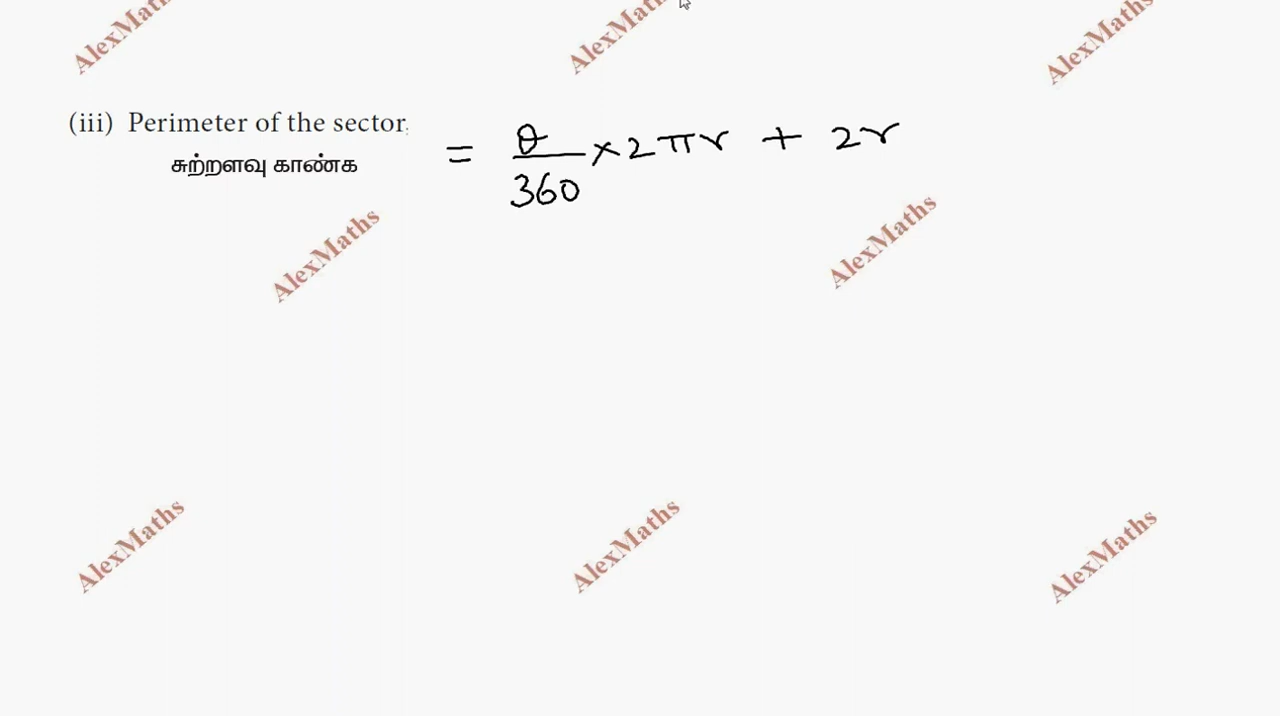 AlexMaths AlexMaths AlexMaths
(iii) Perimeter of the sector = θ/360 × 2πr + 2r
சுற்றளவு காண்க
AlexMaths AlexMaths
AlexMaths AlexMaths AlexMaths